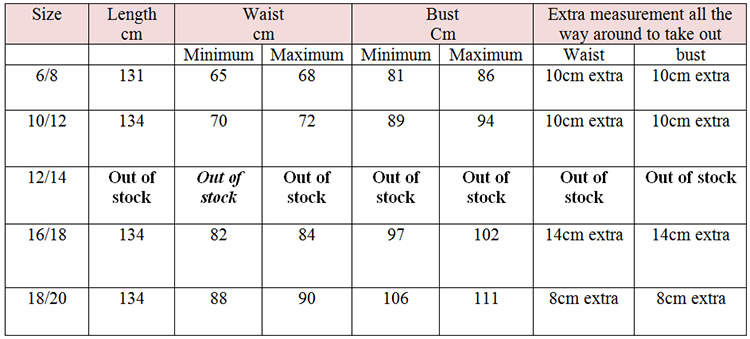 Size Length Waist Bust Extra measurement all the
cm cm Cm way around to take out
Minimum Maximum Minimum Maximum Waist bust
6/8 131 65 68 81 86 10cm extra 10cm extra
10/12 134 70 72 89 94 10cm extra 10cm extra
12/14 Out of Out of Out of Out of Out of Out of Out of stock
stock stock stock stock stock stock
16/18 134 82 84 97 102 14cm extra 14cm extra
18/20 134 88 90 106 111 8cm extra 8cm extra